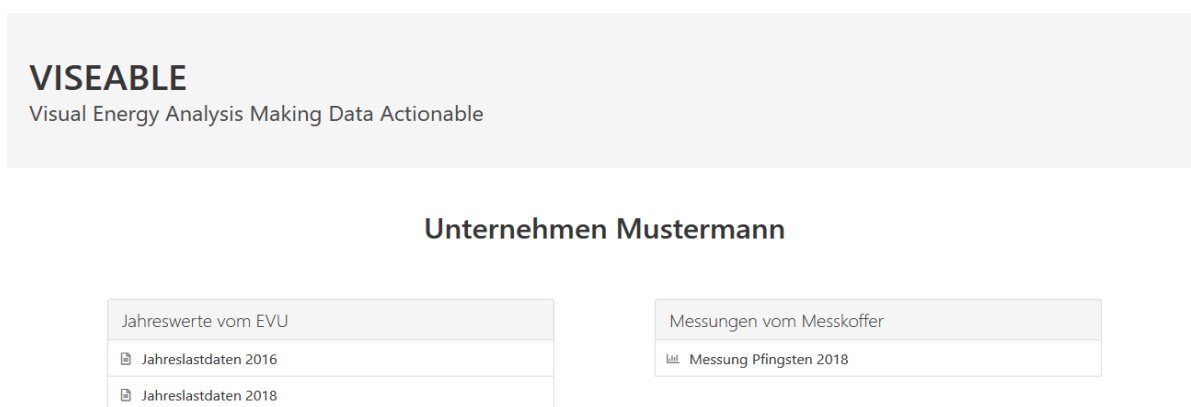 VISEABLE
Visual Energy Analysis Making Data Actionable
Unternehmen Mustermann
Jahreswerte vom EVU
Jahreslastdaten 2016
Jahreslastdaten 2018
Messungen vom Messkoffer
Messung Pfingsten 2018